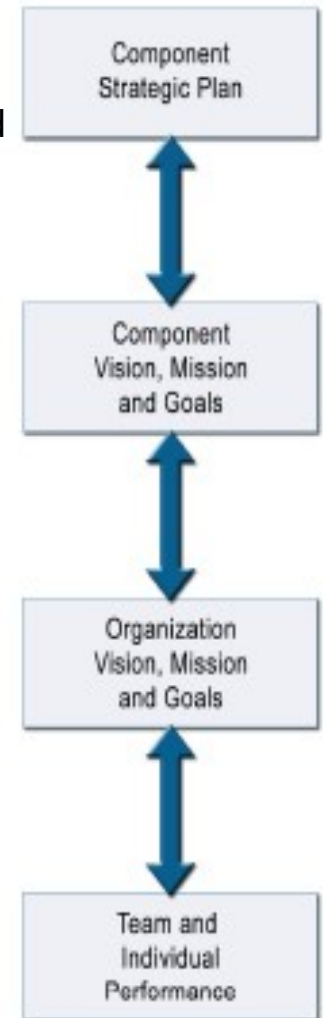 Component
Strategic Plan
Component
Vision, Mission
and Goals
Organization
Vision, Mission
and Goals
Team and
Individual
Performance